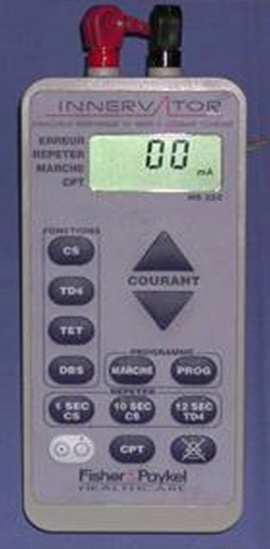 INNERVATOR
ERREUR
REPETER
MARCHE
CPT
00 mA
NS 252
FONCTIONS
CS
TD4
TET
DBS
COURANT
PROGRAMME
MARCHE PROG
REPETER
1 SEC CS
10 SEC CS
12 SEC TD4
CPT
Fisher & Paykel
HEALTHCARE